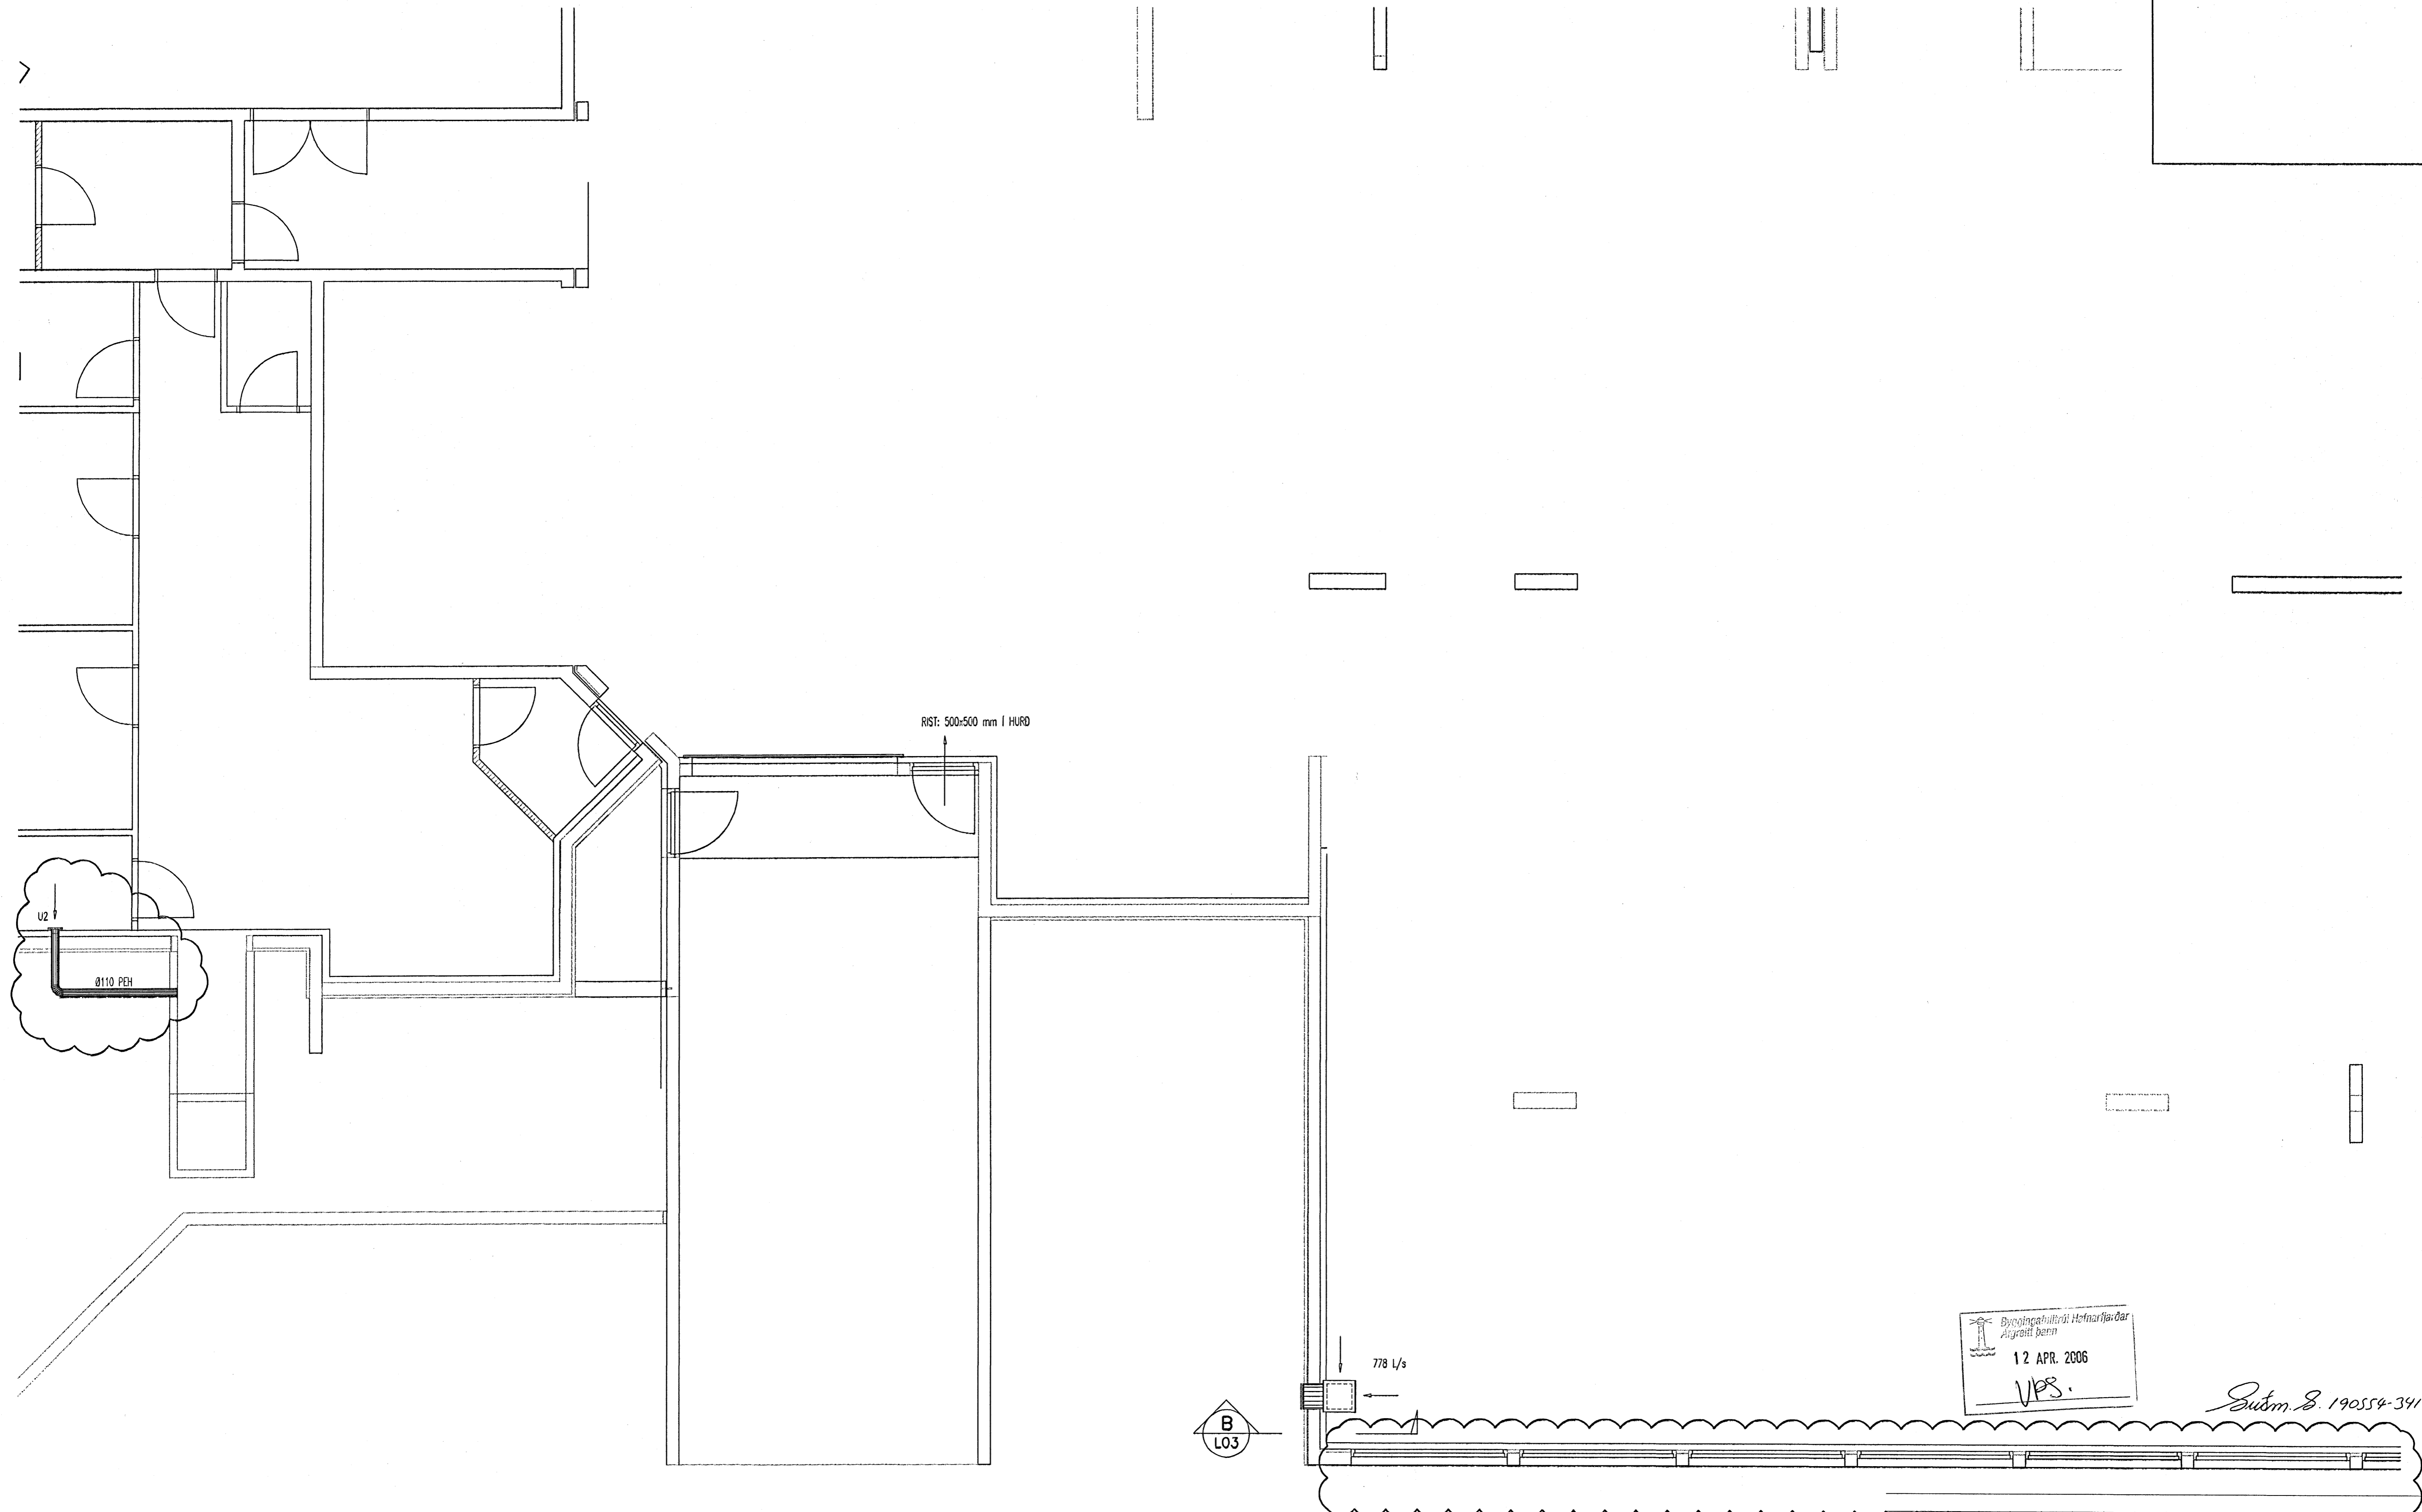 RIST: 500x500 mm Í HURÐ
U2
Ø110 PEH
778 L/s
B
L03
Byggingafulltrúi Hafnarfjarðar
Afgreitt þann
12 APR. 2006
190554-341